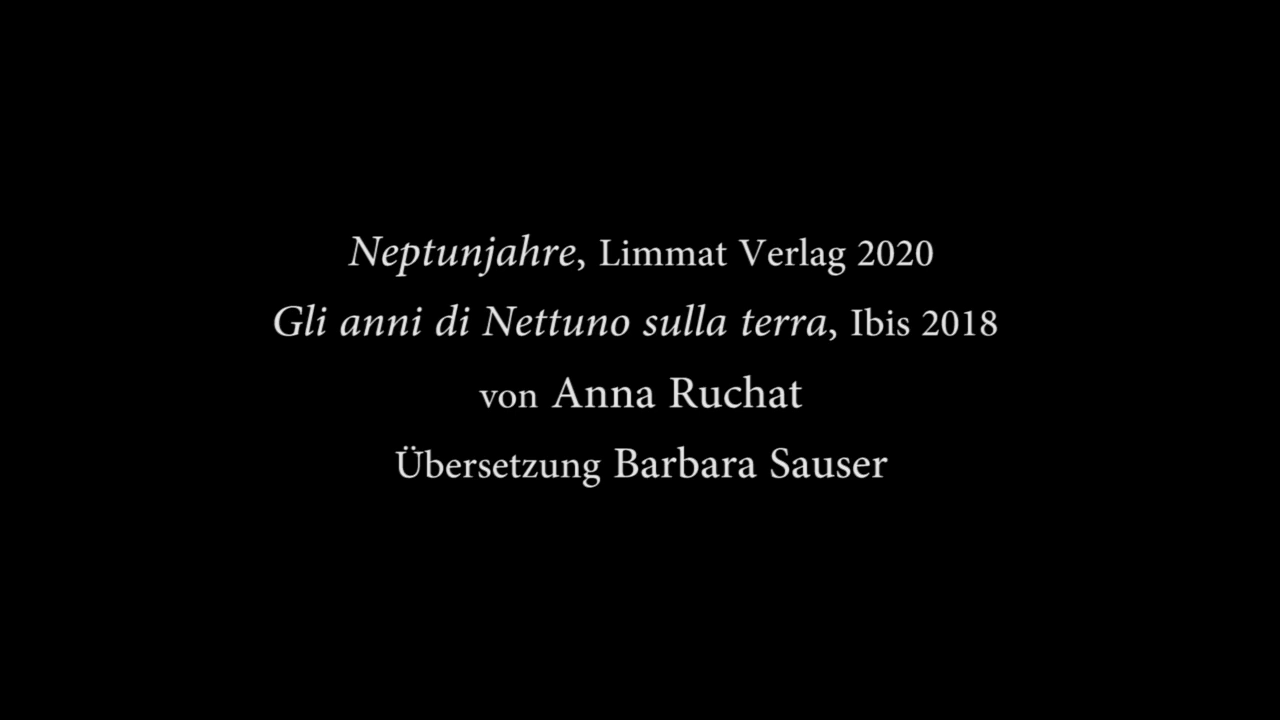 Neptunjahre, Limmat Verlag 2020
Gli anni di Nettuno sulla terra, Ibis 2018
von Anna Ruchat
Übersetzung Barbara Sauser